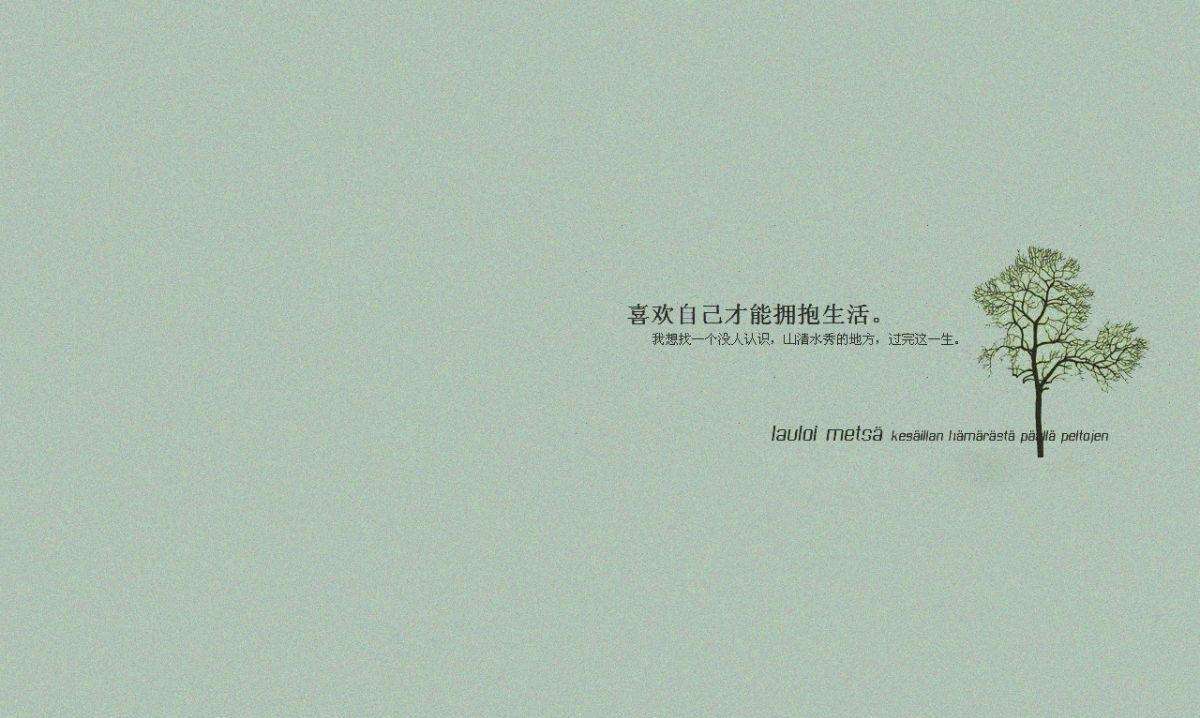 喜欢自己才能拥抱生活。
我想找一个没人认识，山清水秀的地方，过完这一生。
lauloi metsä kesäillan hämärästä päällä peltojen